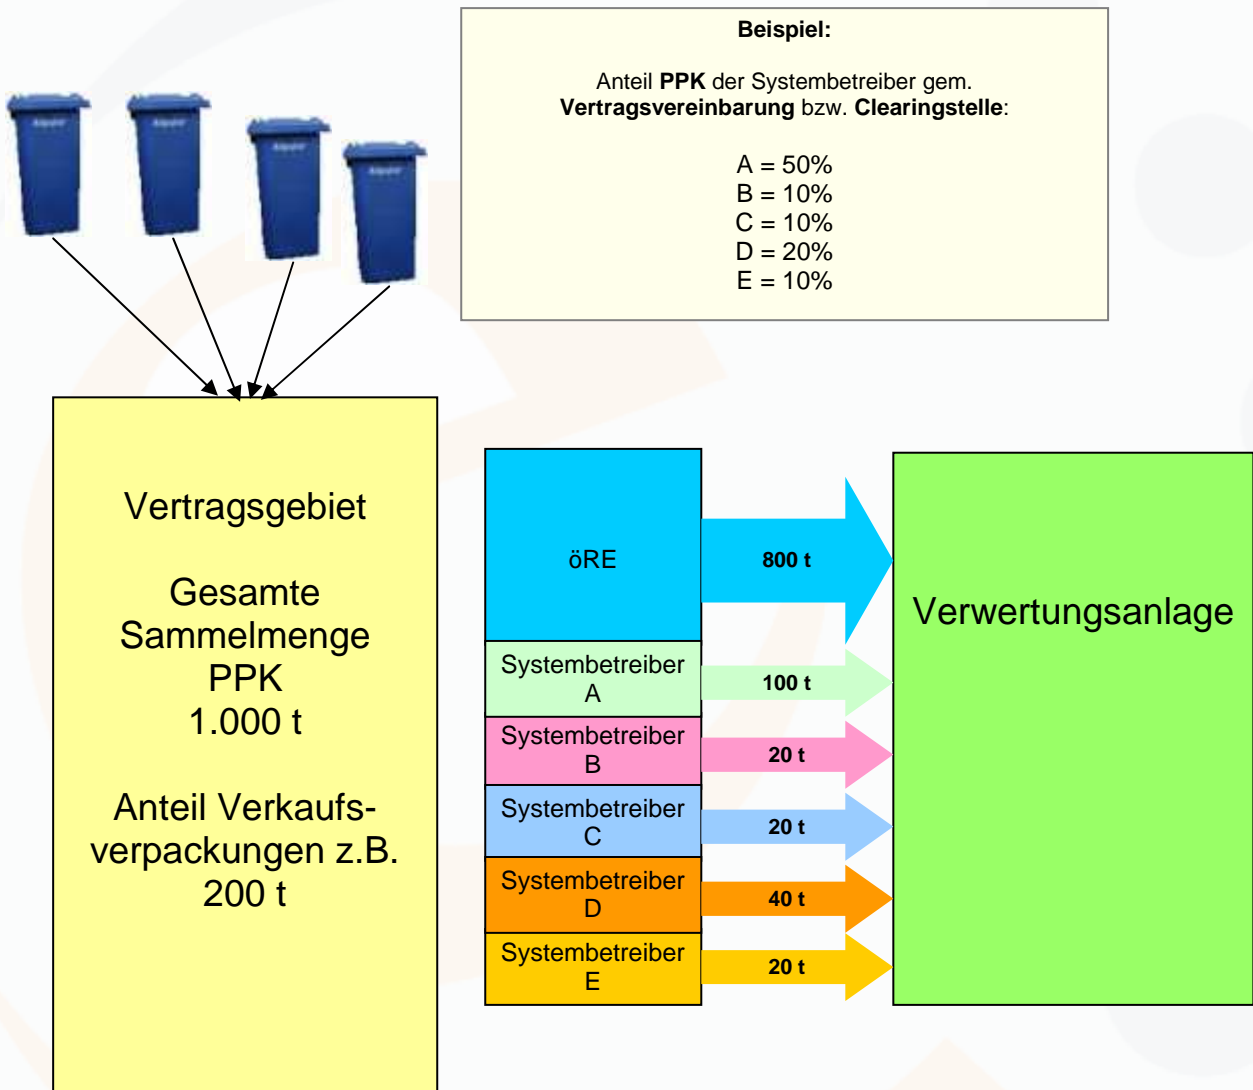 Beispiel:
Anteil PPK der Systembetreiber gem.
Vertragsvereinbarung bzw. Clearingstelle:
A = 50%
B = 10%
C = 10%
D = 20%
E = 10%
Vertragsgebiet
Gesamte
Sammelmenge
PPK
1.000 t
Anteil Verkaufs-
verpackungen z.B.
200 t
öRE
800 t
Systembetreiber
A
100 t
Systembetreiber
B
20 t
Systembetreiber
C
20 t
Systembetreiber
D
40 t
Systembetreiber
E
20 t
Verwertungsanlage